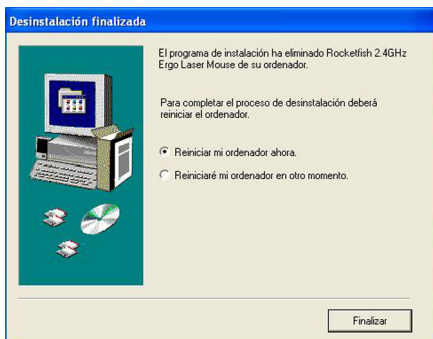 Desinstalación finalizada
El programa de instalación ha eliminado Rocketfish 2.4GHz
Ergo Laser Mouse de su ordenador.
Para completar el proceso de desinstalación deberá
reiniciar el ordenador.
Reiniciar mi ordenador ahora.
Reiniciaré mi ordenador en otro momento.
Finalizar